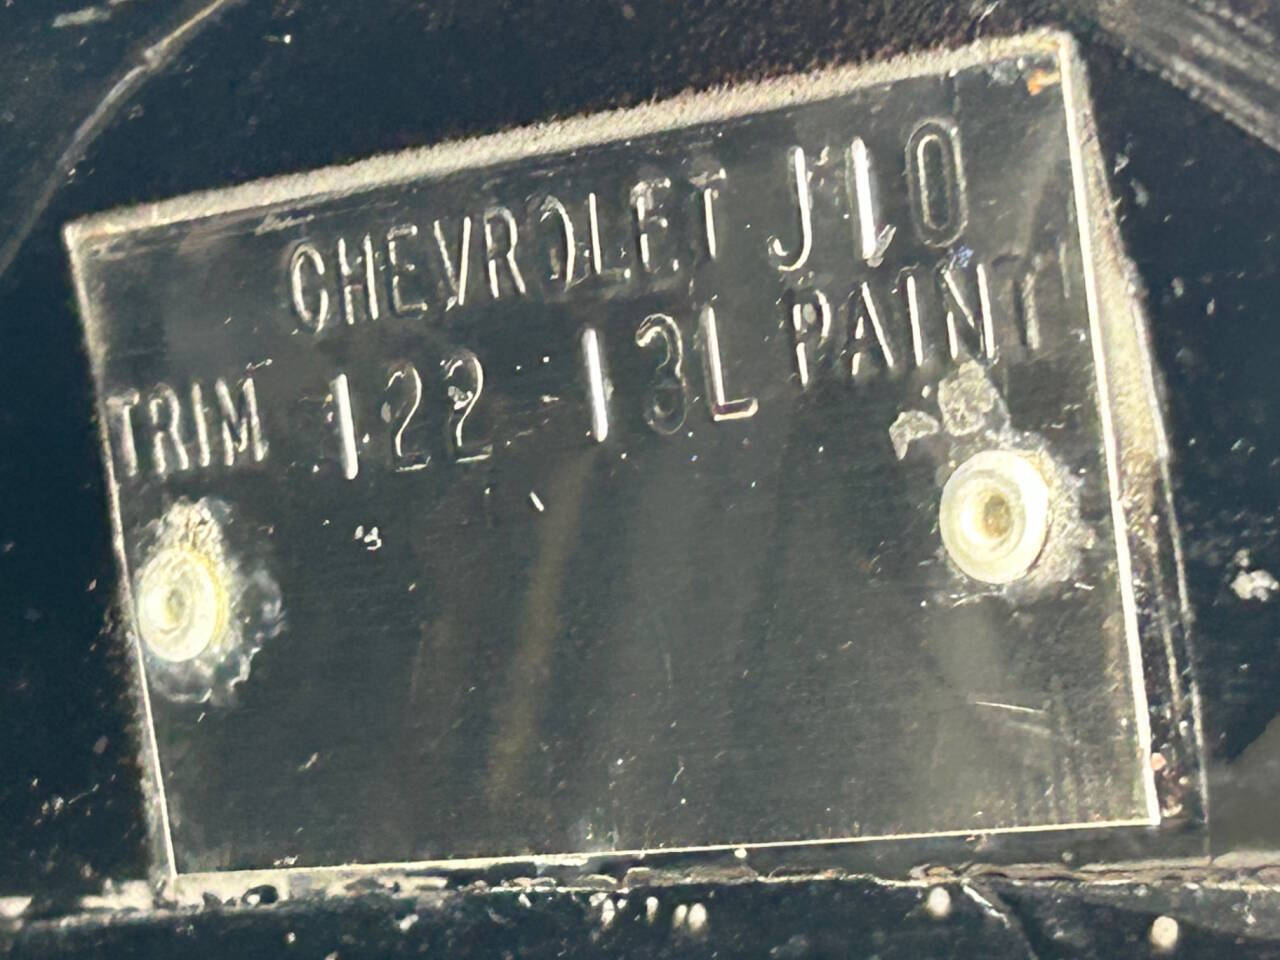 CHEVROLET J10
TRIM 122 13L PAINT